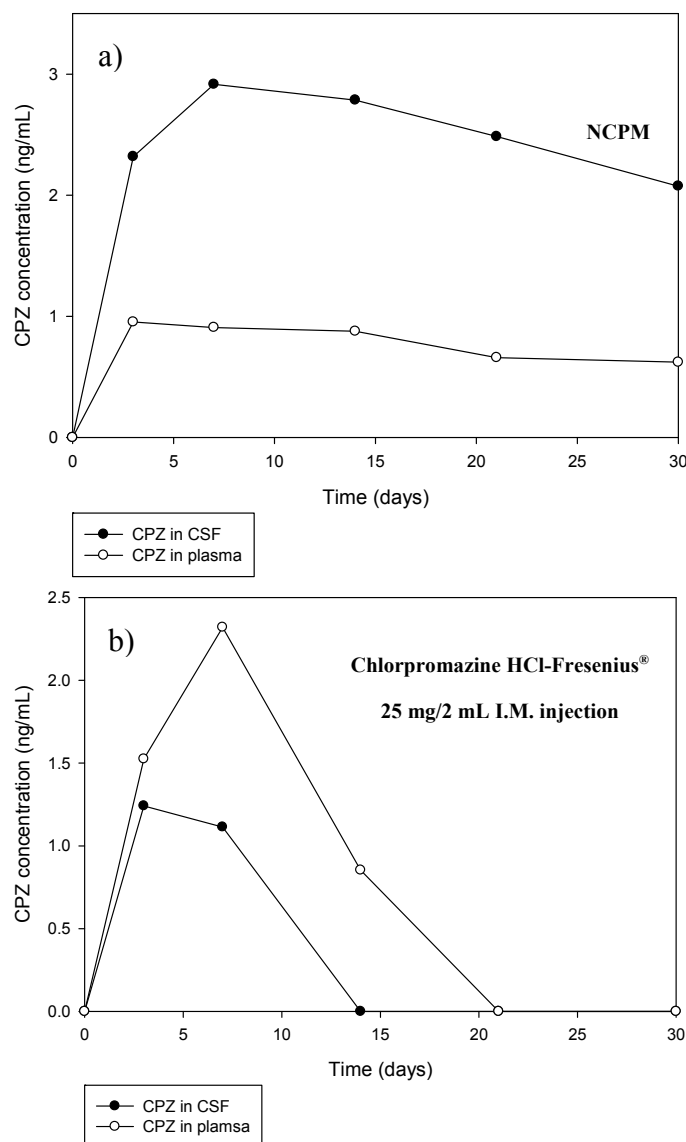 a)
NCPM
CPZ concentration (ng/mL)
3
2
1
0
0 5 10 15 20 25 30
Time (days)
CPZ in CSF
CPZ in plasma
b)
Chlorpromazine HCl-Fresenius®
25 mg/2 mL I.M. injection
CPZ concentration (ng/mL)
2.5
2.0
1.5
1.0
0.5
0.0
0 5 10 15 20 25 30
Time (days)
CPZ in CSF
CPZ in plamsa